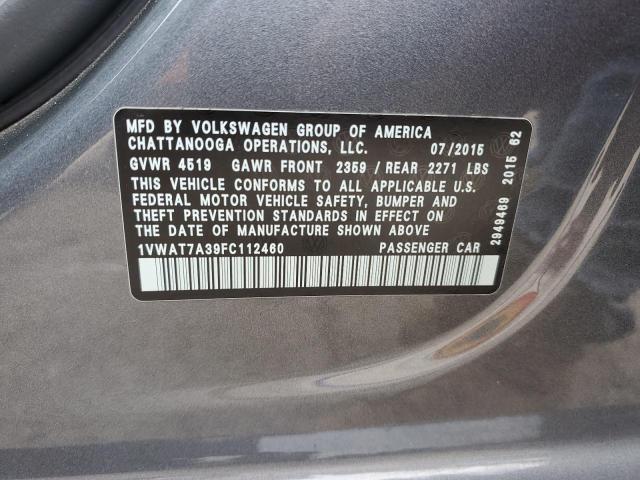 MFD BY VOLKSWAGEN GROUP OF AMERICA
CHATTANOOGA OPERATIONS, LLC. 07/2015
GVWR 4519 GAWR FRONT 2359 / REAR 2271 LBS
THIS VEHICLE CONFORMS TO ALL APPLICABLE U.S.
FEDERAL MOTOR VEHICLE SAFETY, BUMPER AND
THEFT PREVENTION STANDARDS IN EFFECT ON
THE DATE OF MANUFACTURE SHOWN ABOVE
1VWAT7A39FC112460 PASSENGER CAR
2949469 2015 62